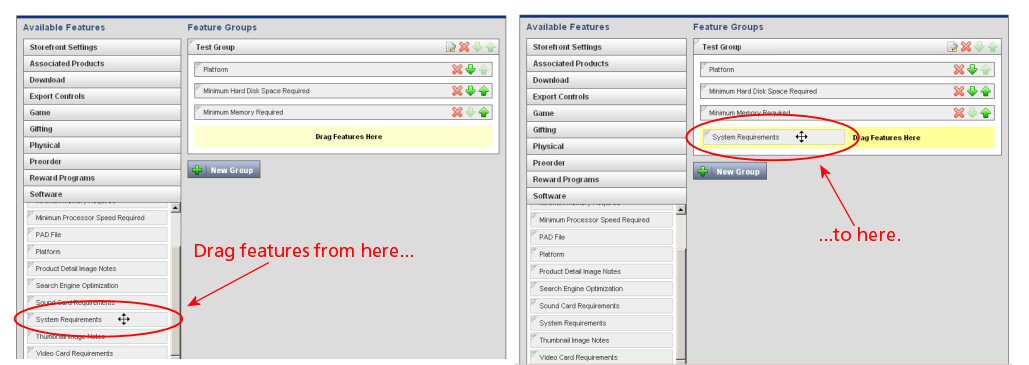 Available Features
Storefront Settings
Associated Products
Download
Export Controls
Game
Gifting
Physical
Preorder
Reward Programs
Software
Minimum Memory Required
Minimum Processor Speed Required
PAD File
Platform
Product Detail Image Notes
Search Engine Optimization
Sound Card Requirements
System Requirements
Thumbnail Image Notes
Video Card Requirements
Feature Groups
Test Group
Platform
Minimum Hard Disk Space Required
Minimum Memory Required
Drag Features Here
New Group
Drag features from here...
Available Features
Storefront Settings
Associated Products
Download
Export Controls
Game
Gifting
Physical
Preorder
Reward Programs
Software
Minimum Memory Required
Minimum Processor Speed Required
PAD File
Platform
Product Detail Image Notes
Search Engine Optimization
Sound Card Requirements
System Requirements
Thumbnail Image Notes
Video Card Requirements
Feature Groups
Test Group
Platform
Minimum Hard Disk Space Required
Minimum Memory Required
System Requirements
Drag Features Here
New Group
...to here.